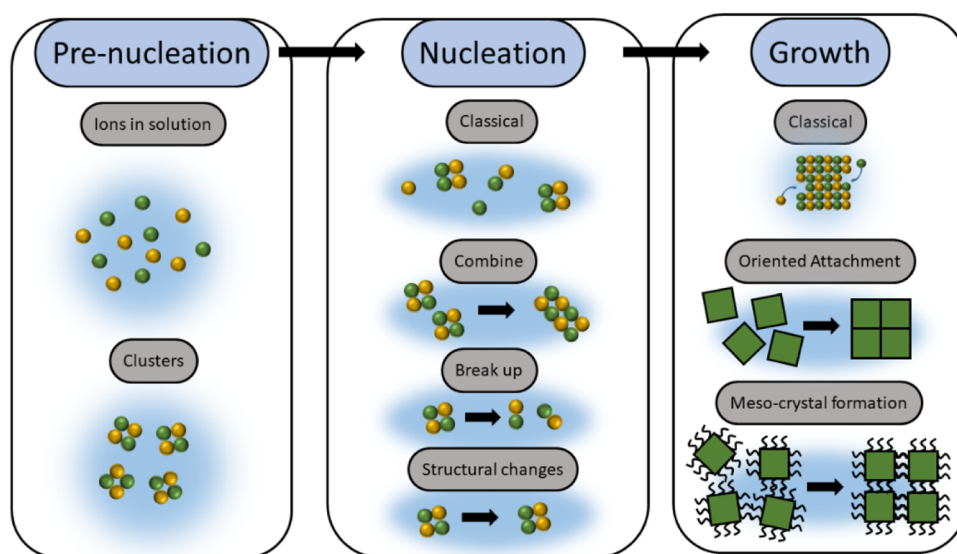 Pre-nucleation
Ions in solution
Clusters
Nucleation
Classical
Combine
Break up
Structural changes
Growth
Classical
Oriented Attachment
Meso-crystal formation